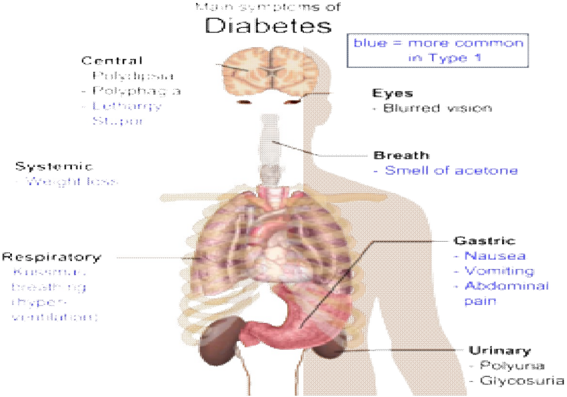 Main symptoms of
Diabetes
blue = more common
in Type 1
Central
- Polydipsia
- Polyphagia
- Lethargy
- Stupor
Eyes
- Blurred vision
Breath
- Smell of acetone
Systemic
- Weight loss
Respiratory
Kussmaul
breathing
(hyper-
ventilation)
Gastric
- Nausea
- Vomiting
- Abdominal
pain
Urinary
- Polyuria
- Glycosuria